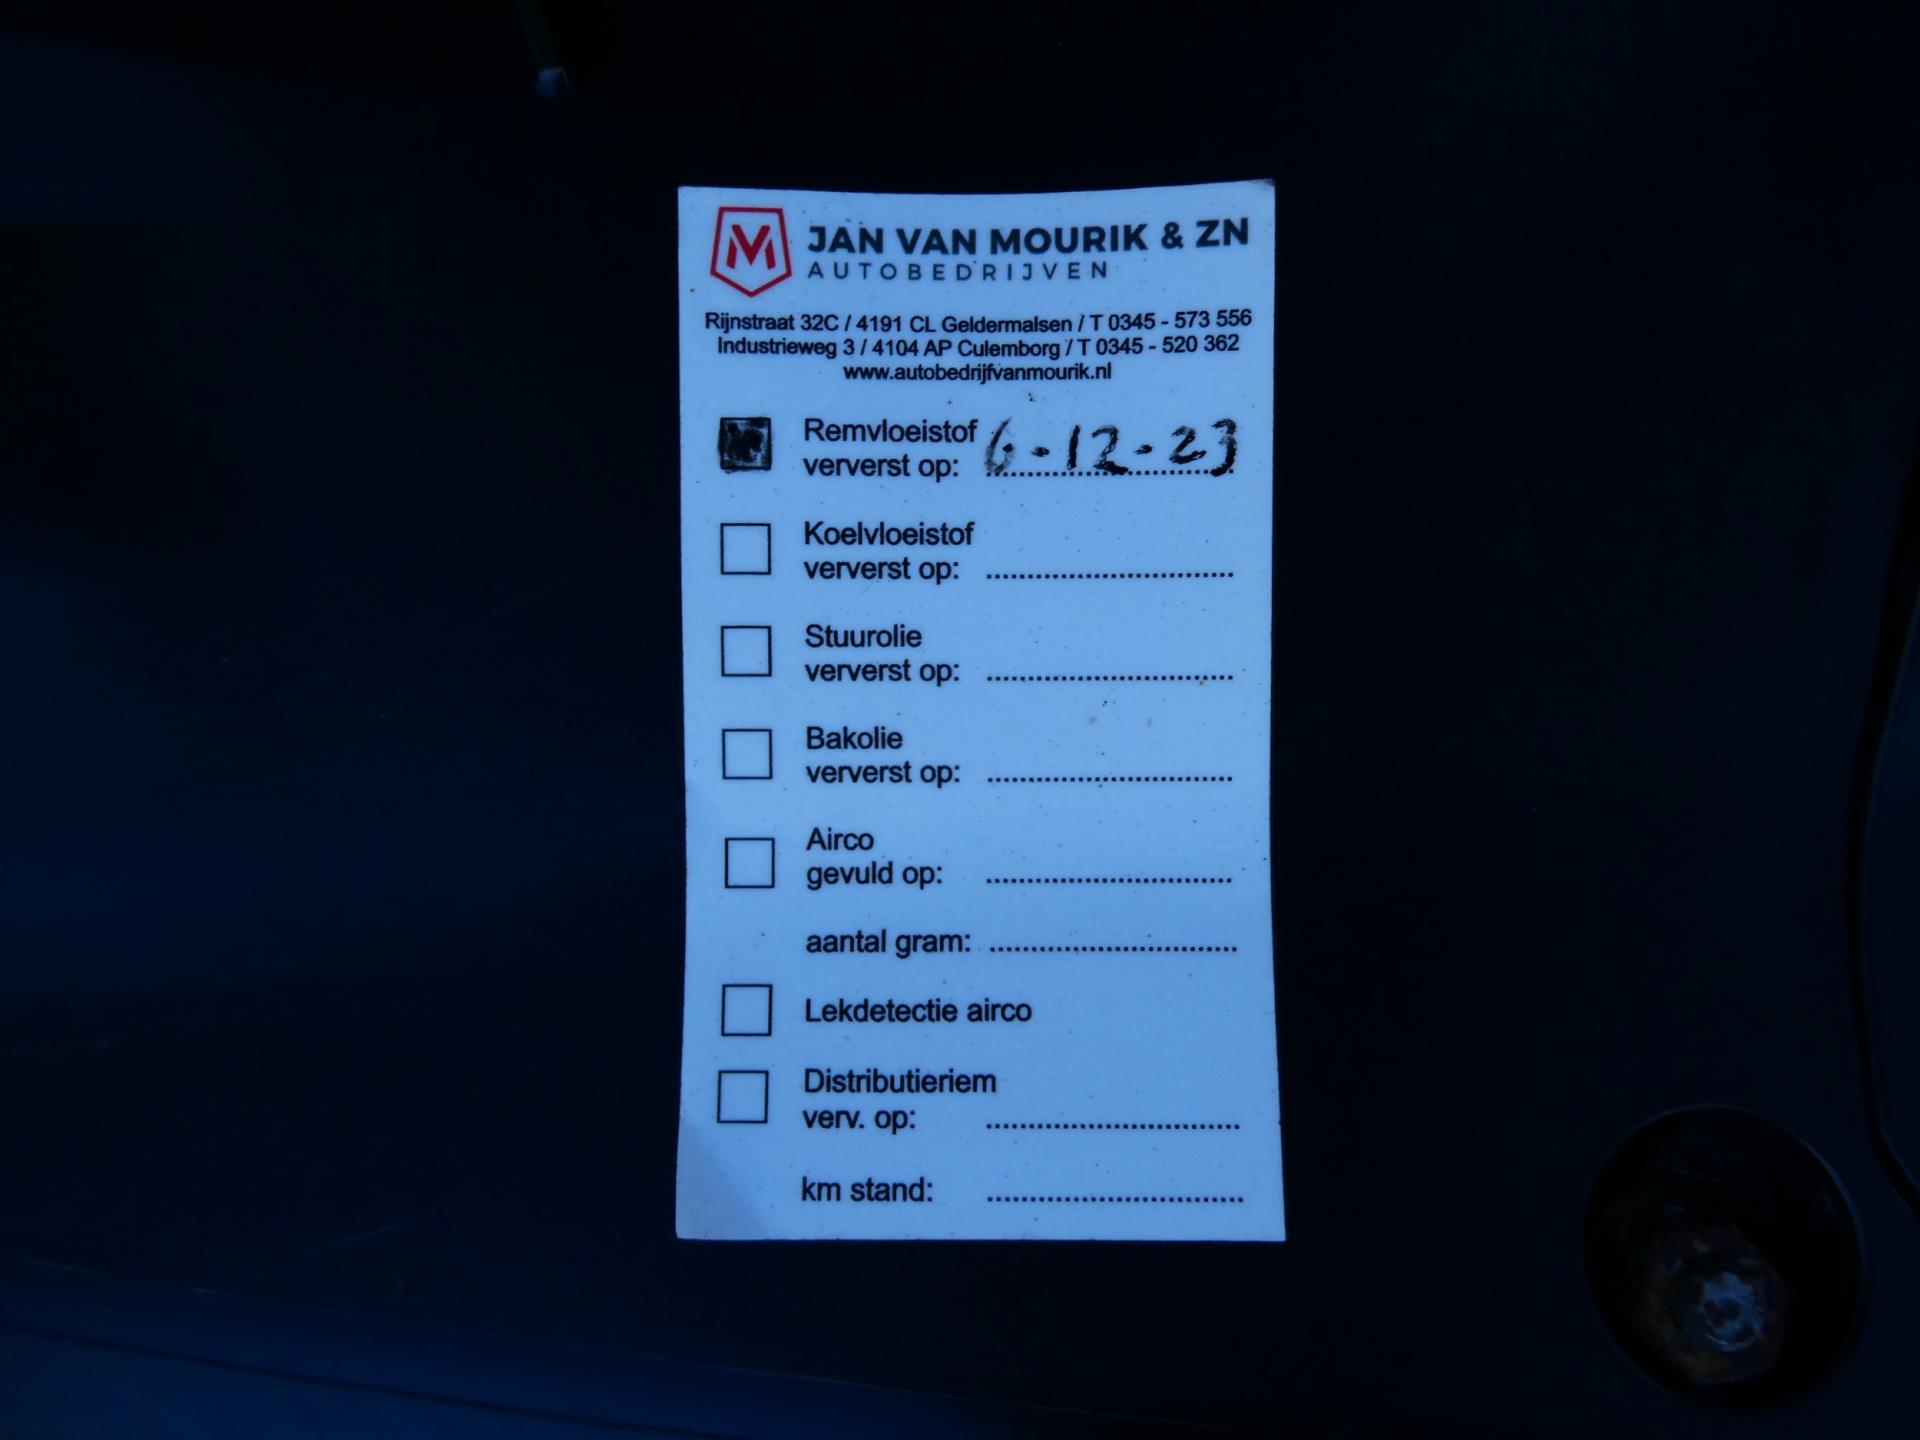 JAN VAN MOURIK & ZN
AUTOBEDRIJVEN
Rijnstraat 32C / 4191 CL Geldermalsen / T 0345 - 573 556
Industrieweg 3 / 4104 AP Culemborg / T 0345 - 520 362
www.autobedrijfvanmourik.nl
Remvloeistof
ververst op: 6-12-23
Koelvloeistof
ververst op: ..............................
Stuurolie
ververst op: ..............................
Bakolie
ververst op: ..............................
Airco
gevuld op: ..............................
aantal gram: ..............................
Lekdetectie airco
Distributieriem
verv. op: ..............................
km stand: ..............................